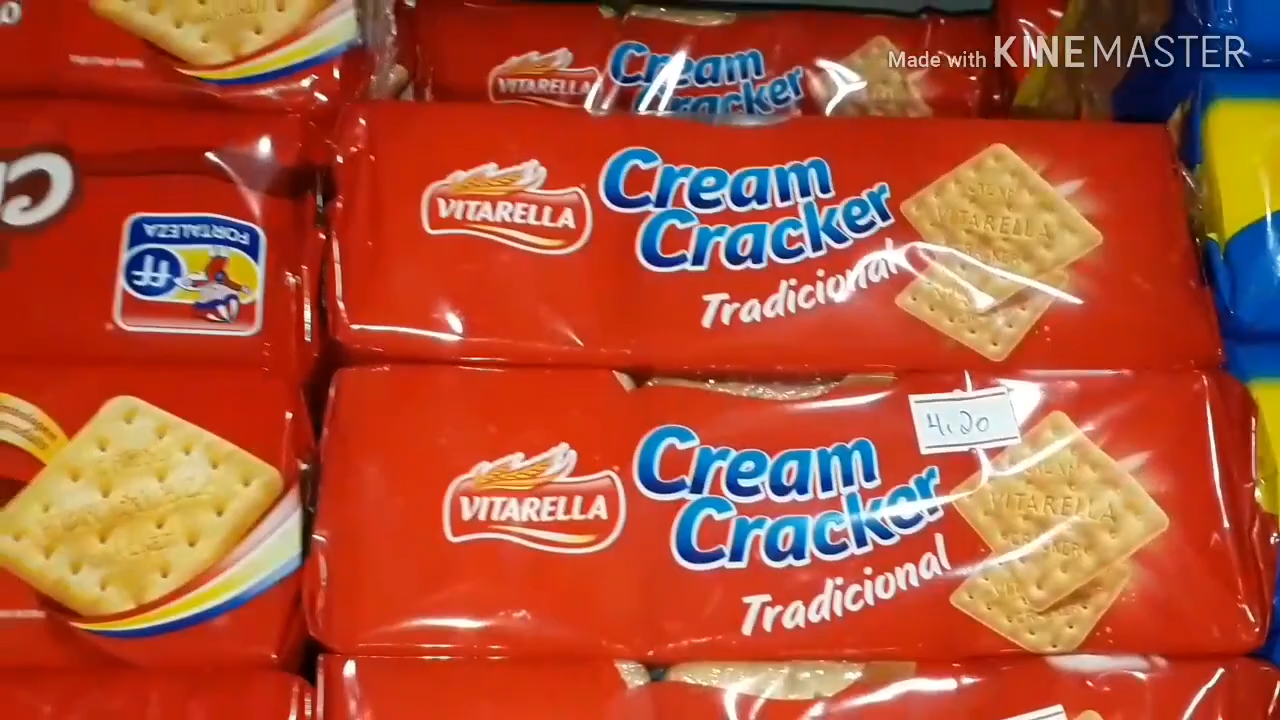 Made with KINEMASTER
VITARELLA
Cream
Cracker
VITARELLA
Cream
Cracker
Tradicional
VITARELLA
FORTALEZA
ff
4,20
VITARELLA
Cream
Cracker
Tradicional
VITARELLA